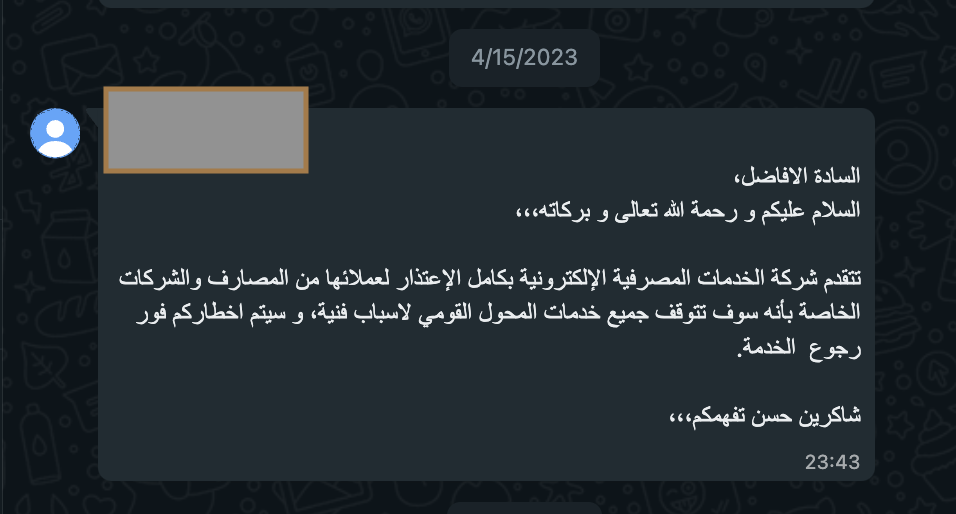 4/15/2023
السادة الافاضل،
السلام عليكم و رحمة الله تعالى و بركاته،،،
تتقدم شركة الخدمات المصرفية الإلكترونية بكامل الإعتذار لعملائها من المصارف والشركات
الخاصة بأنه سوف تتوقف جميع خدمات المحول القومي لاسباب فنية، و سيتم اخطاركم فور
رجوع الخدمة.
شاكرين حسن تفهمكم،،،
23:43